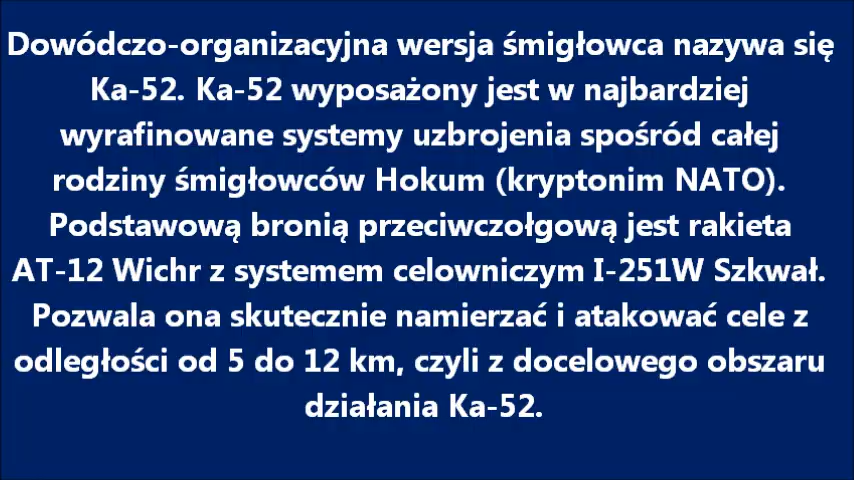 Dowódczo-organizacyjna wersja śmigłowca nazywa się
Ka-52. Ka-52 wyposażony jest w najbardziej
wyrafinowane systemy uzbrojenia spośród całej
rodziny śmigłowców Hokum (kryptonim NATO).
Podstawową bronią przeciwczołgową jest rakieta
AT-12 Wichr z systemem celowniczym I-251W Szkwał.
Pozwala ona skutecznie namierzać i atakować cele z
odległości od 5 do 12 km, czyli z docelowego obszaru
działania Ka-52.